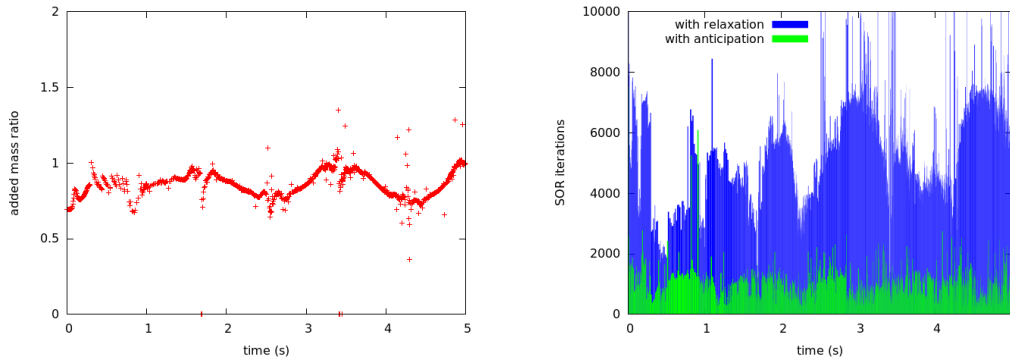 2
1.5
1
0.5
0
added mass ratio
0 1 2 3 4 5
time (s)
10000
8000
6000
4000
2000
0
SOR iterations
with relaxation
with anticipation
0 1 2 3 4
time (s)